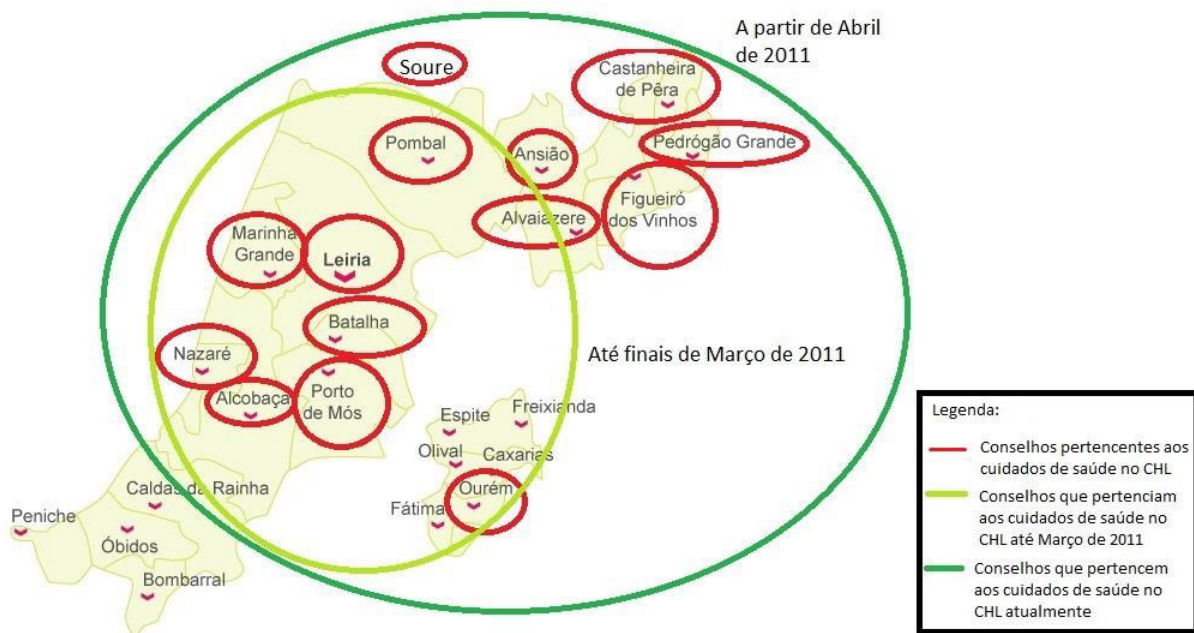 A partir de Abril
de 2011
Soure
Castanheira
de Pêra
Pombal
Ansião
Pedrógão Grande
Alvaiázere
Figueiró
dos Vinhos
Marinha
Grande
Leiria
Batalha
Até finais de Março de 2011
Nazaré
Alcobaça
Porto
de Mós
Espite
Freixianda
Olival
Caxarias
Ourém
Fátima
Caldas da Rainha
Peniche
Óbidos
Bombarral
Legenda:
Conselhos pertencentes aos
cuidados de saúde no CHL
Conselhos que pertenciam
aos cuidados de saúde no
CHL até Março de 2011
Conselhos que pertencem
aos cuidados de saúde no
CHL atualmente